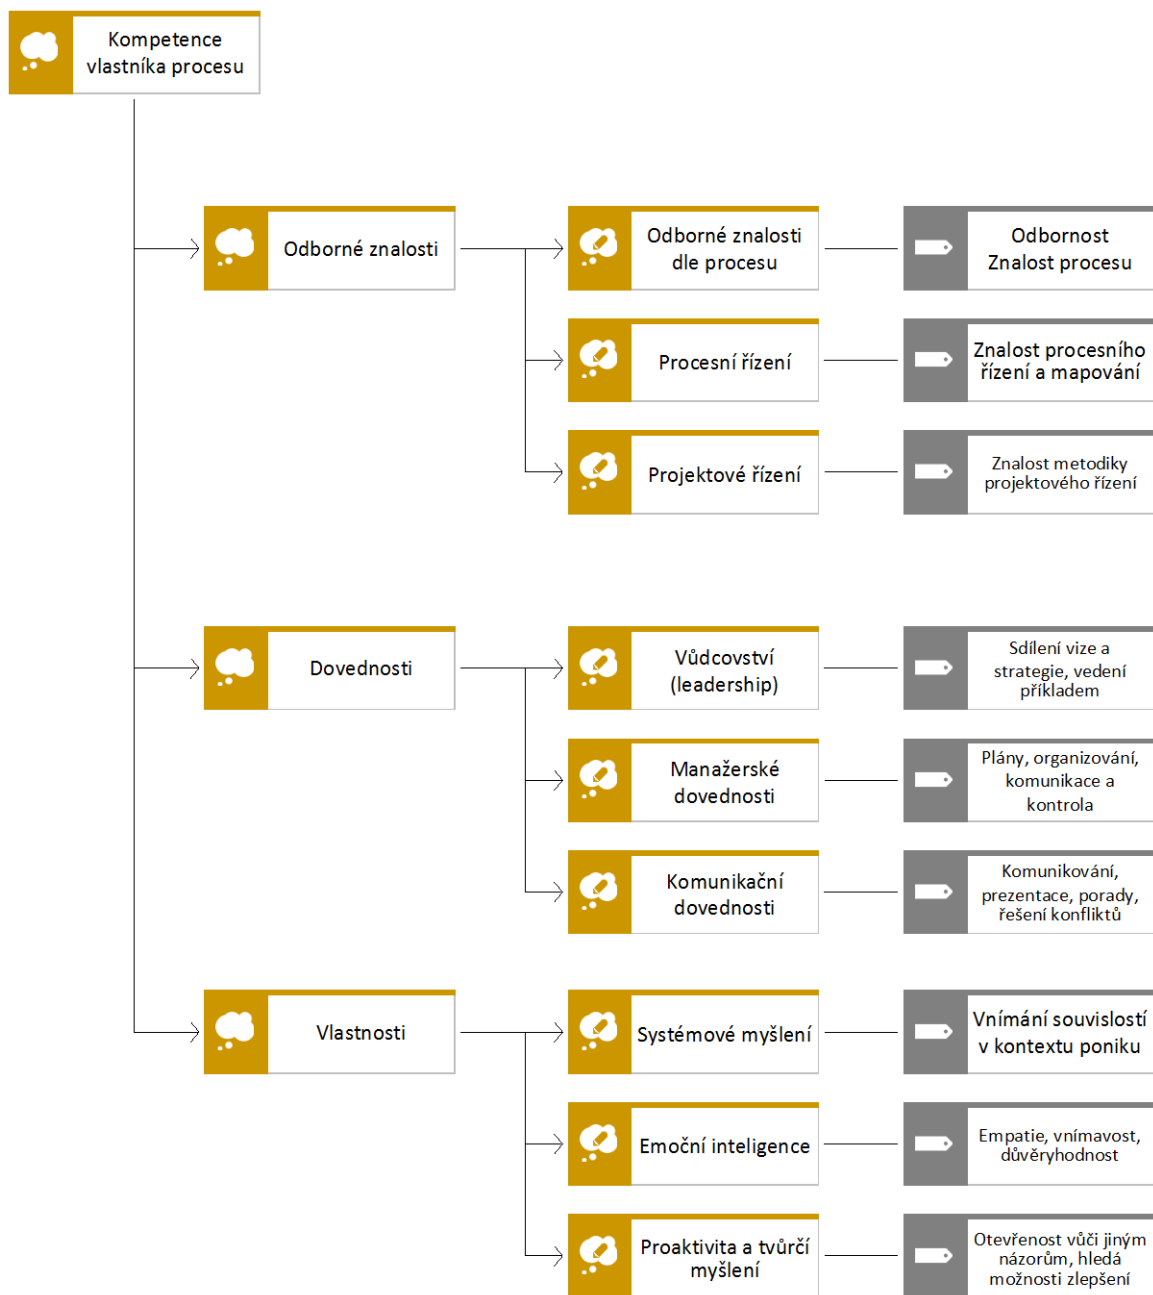 Kompetence
vlastníka procesu
Odborné znalosti
Odborné znalosti
dle procesu
Odbornost
Znalost procesu
Procesní řízení
Znalost procesního
řízení a mapování
Projektové řízení
Znalost metodiky
projektového řízení
Dovednosti
Vůdcovství
(leadership)
Sdílení vize a
strategie, vedení
příkladem
Manažerské
dovednosti
Plány, organizování,
komunikace a
kontrola
Komunikační
dovednosti
Komunikování,
prezentace, porady,
řešení konfliktů
Vlastnosti
Systémové myšlení
Vnímání souvislostí
v kontextu poniku
Emoční inteligence
Empatie, vnímavost,
důvěryhodnost
Proaktivita a tvůrčí
myšlení
Otevřenost vůči jiným
názorům, hledá
možnosti zlepšení